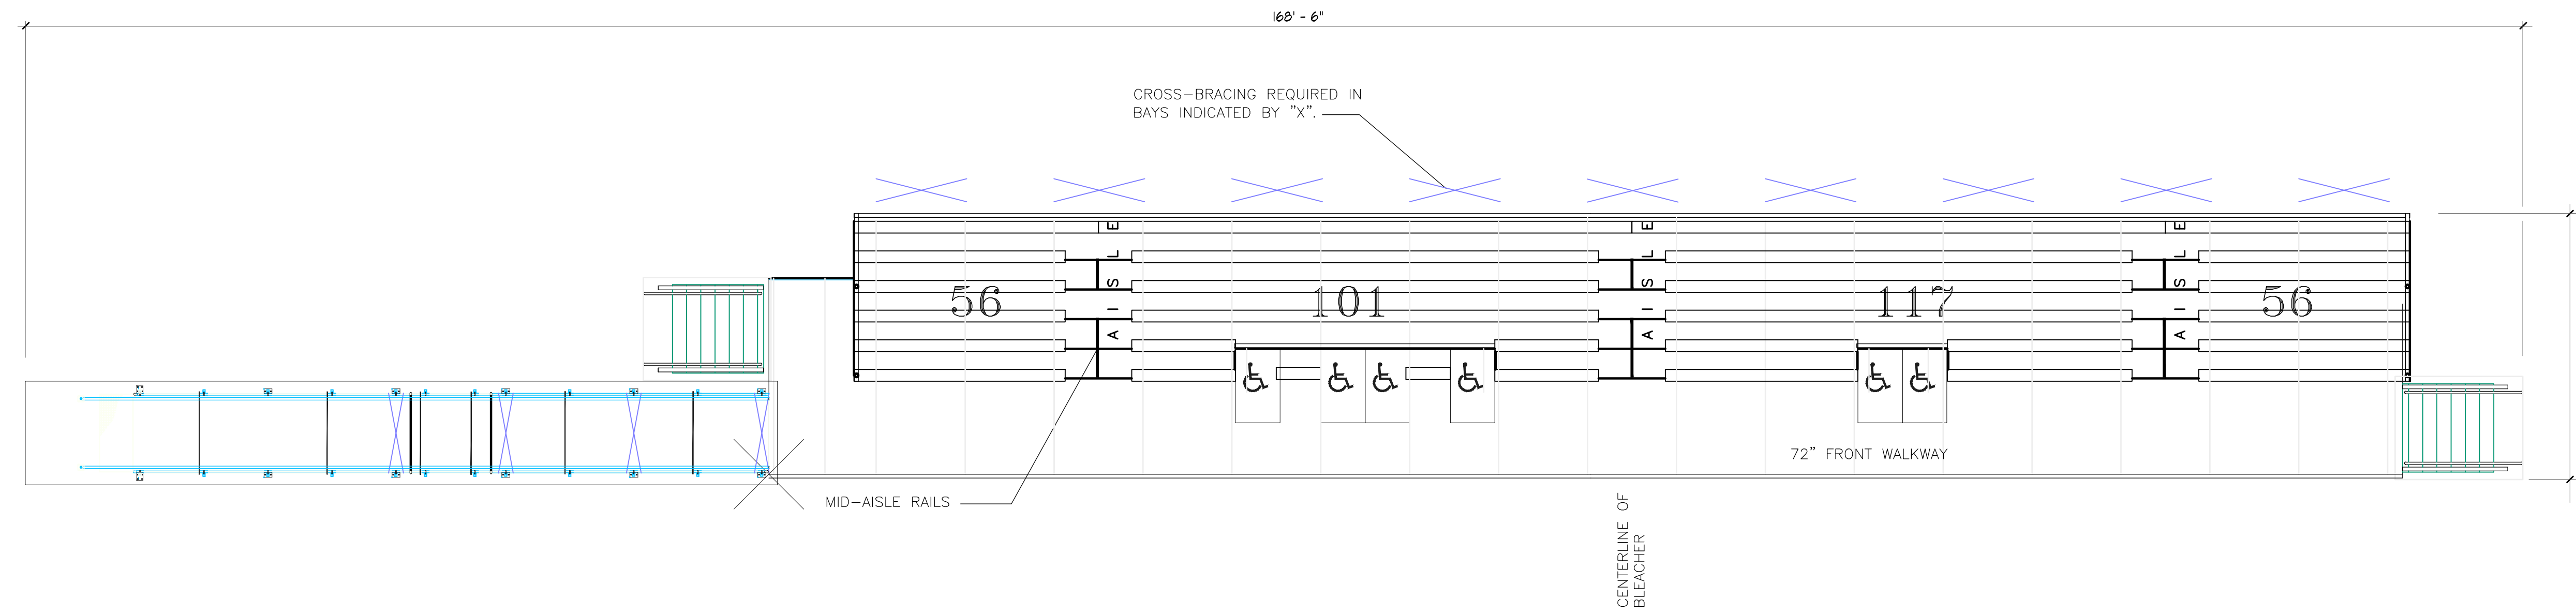 168' - 6"
CROSS-BRACING REQUIRED IN
BAYS INDICATED BY "X".
AISLE
AISLE
AISLE
56
101
117
56
72" FRONT WALKWAY
MID-AISLE RAILS
CENTERLINE OF
BLEACHER